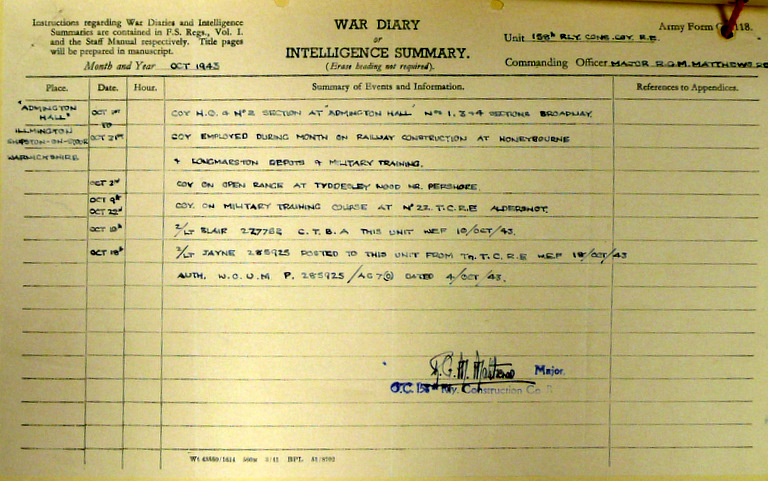 Instructions regarding War Diaries and Intelligence
Summaries are contained in F.S. Regs., Vol. I.
and the Staff Manual respectively. Title pages
will be prepared in manuscript.
Month and Year OCT 1943
WAR DIARY
or
INTELLIGENCE SUMMARY.
(Erase heading not required).
Army Form C. 118.
Unit 158th RLY. CONS. COY. R.E.
Commanding Officer MAJOR R.G.M. MATTHEWS RE
Place. Date. Hour. Summary of Events and Information. References to Appendices.
"ADMINGTON HALL" OCT 1st COY H.Q. & No 2 SECTION AT "ADMINGTON HALL" Nos 1, 3 & 4 SECTIONS BROADWAY.
TO
ILLMINGTON
SHIPSTON-ON-STOUR OCT 31st COY EMPLOYED DURING MONTH ON RAILWAY CONSTRUCTION AT HONEYBOURNE
WARWICKSHIRE & LONGMARSTON DEPOTS & MILITARY TRAINING.
OCT 2nd COY ON OPEN RANGE AT TYDDESLEY WOOD NR. PERSHORE.
OCT 9th
OCT 22nd COY. ON MILITARY TRAINING COURSE AT No 22. T.C. R.E ALDERSHOT.
OCT 10th 2/LT BLAIR 227782 C.T.B.A THIS UNIT WEF 10/OCT/43.
OCT 18th 2/LT JAYNE 285925 POSTED TO THIS UNIT FROM Tn. T.C. R.E W.E.F 18/OCT/43
AUTH. W.O.U.M. P. 285925/AG7 DATED 4/OCT/43.
R.G.M. Matthews Major.
O.C. 158th Rly. Construction Co R
Wt 43550/1614 560M 3/41 BPL 51/8792